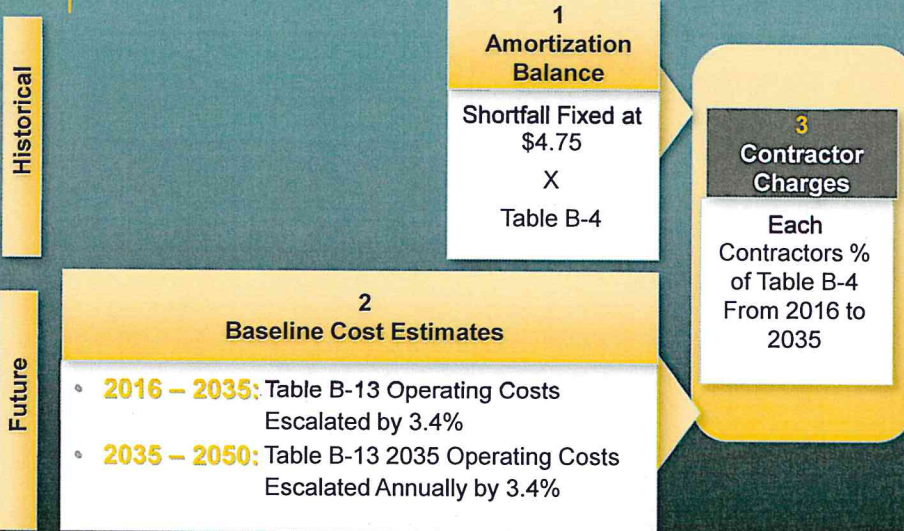 Historical
1
Amortization
Balance
Shortfall Fixed at
$4.75
X
Table B-4
3
Contractor
Charges
Each
Contractors %
of Table B-4
From 2016 to
2035
Future
2
Baseline Cost Estimates
2016 – 2035: Table B-13 Operating Costs
Escalated by 3.4%
2035 – 2050: Table B-13 2035 Operating Costs
Escalated Annually by 3.4%